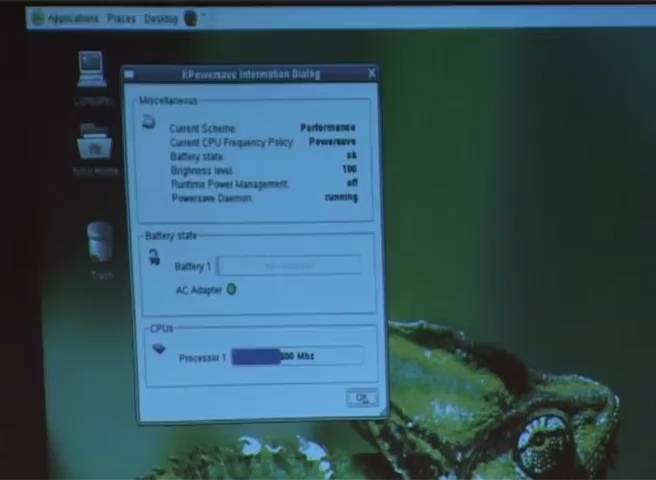 Applications Places Desktop
KPowersave Information Dialog X
Computer
Miscellaneous
Current Scheme: Performance
Current CPU Frequency Policy Powersave
Battery state: ok
Brighness level: 100
Runtime Power Management: off
Powersave Daemon: running
Trash
Battery state
Battery 1
AC Adapter
CPUs
Processor 1 600 Mhz
OK